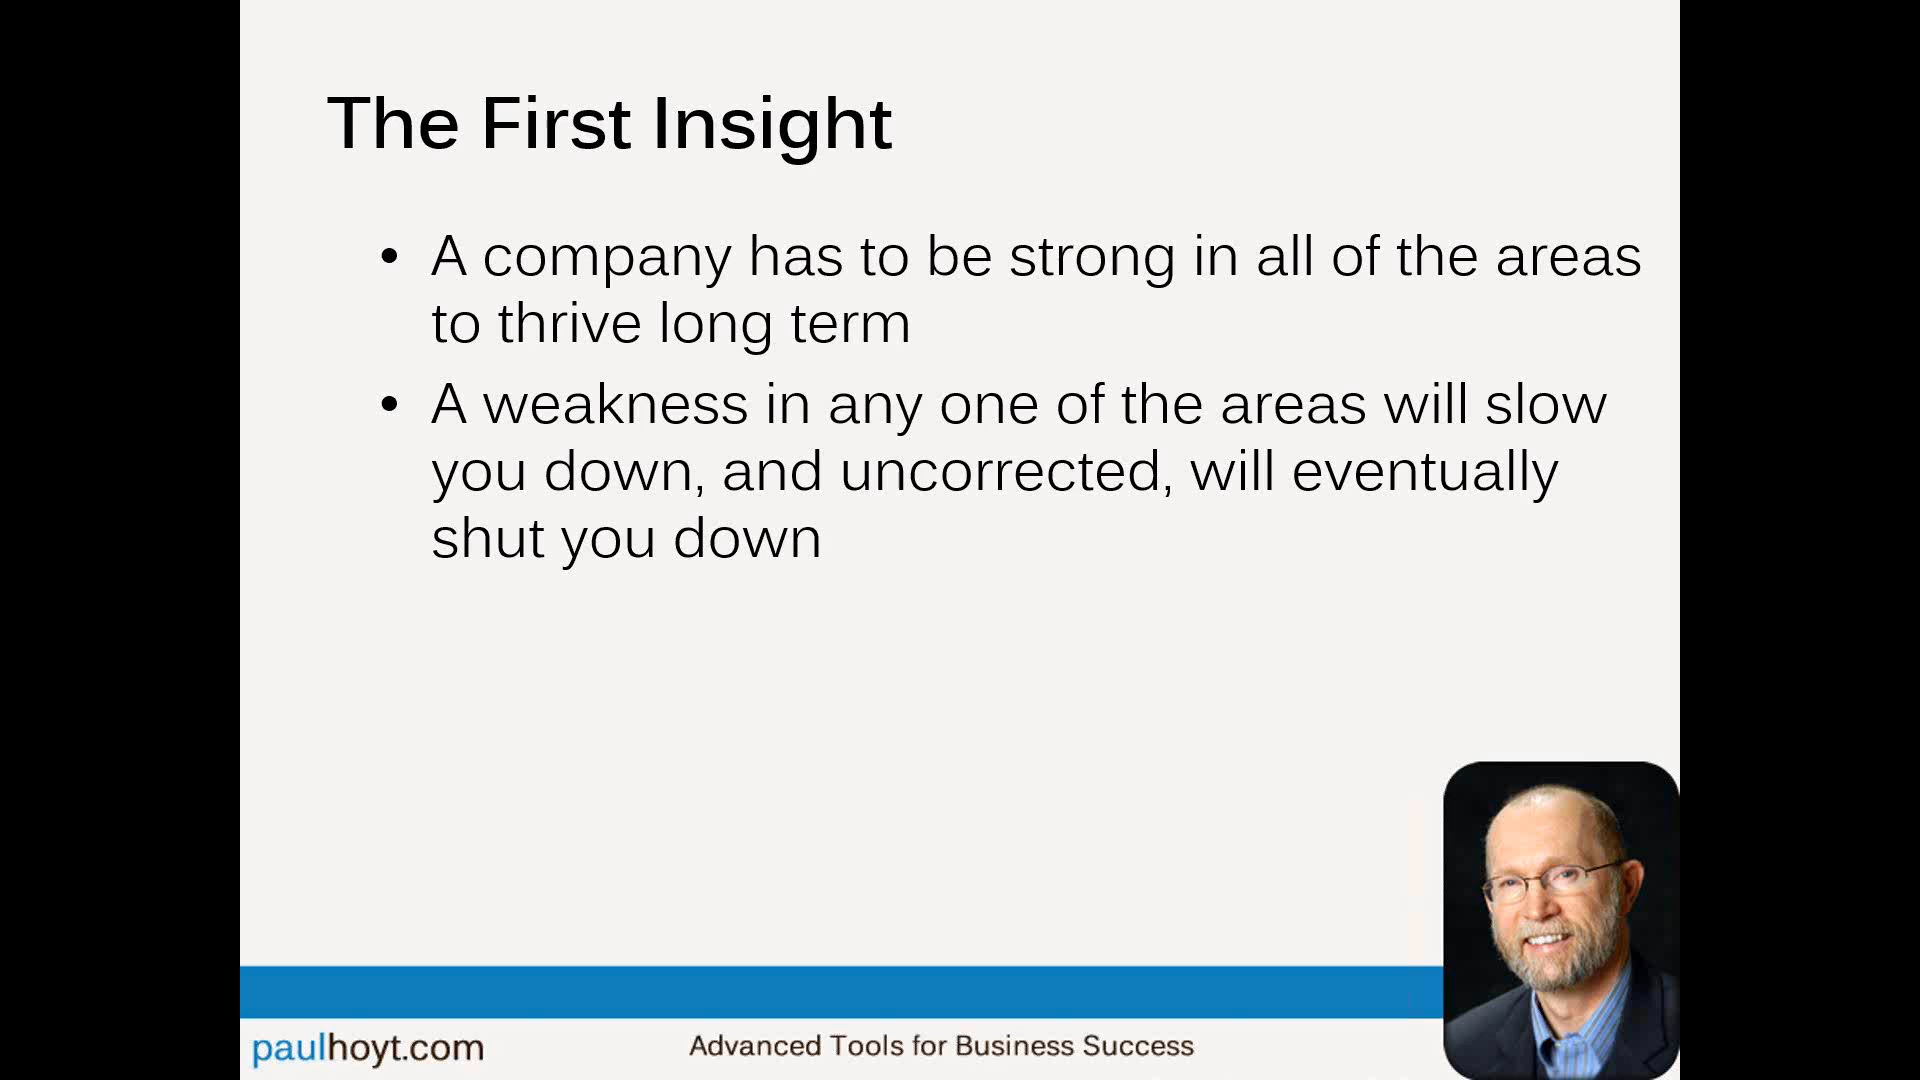 The First Insight
• A company has to be strong in all of the areas
to thrive long term
• A weakness in any one of the areas will slow
you down, and uncorrected, will eventually
shut you down
paulhoyt.com
Advanced Tools for Business Success